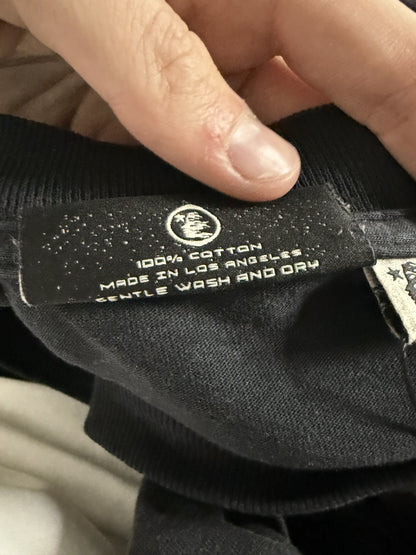 100% COTTON
MADE IN LOS ANGELES
GENTLE WASH AND DRY